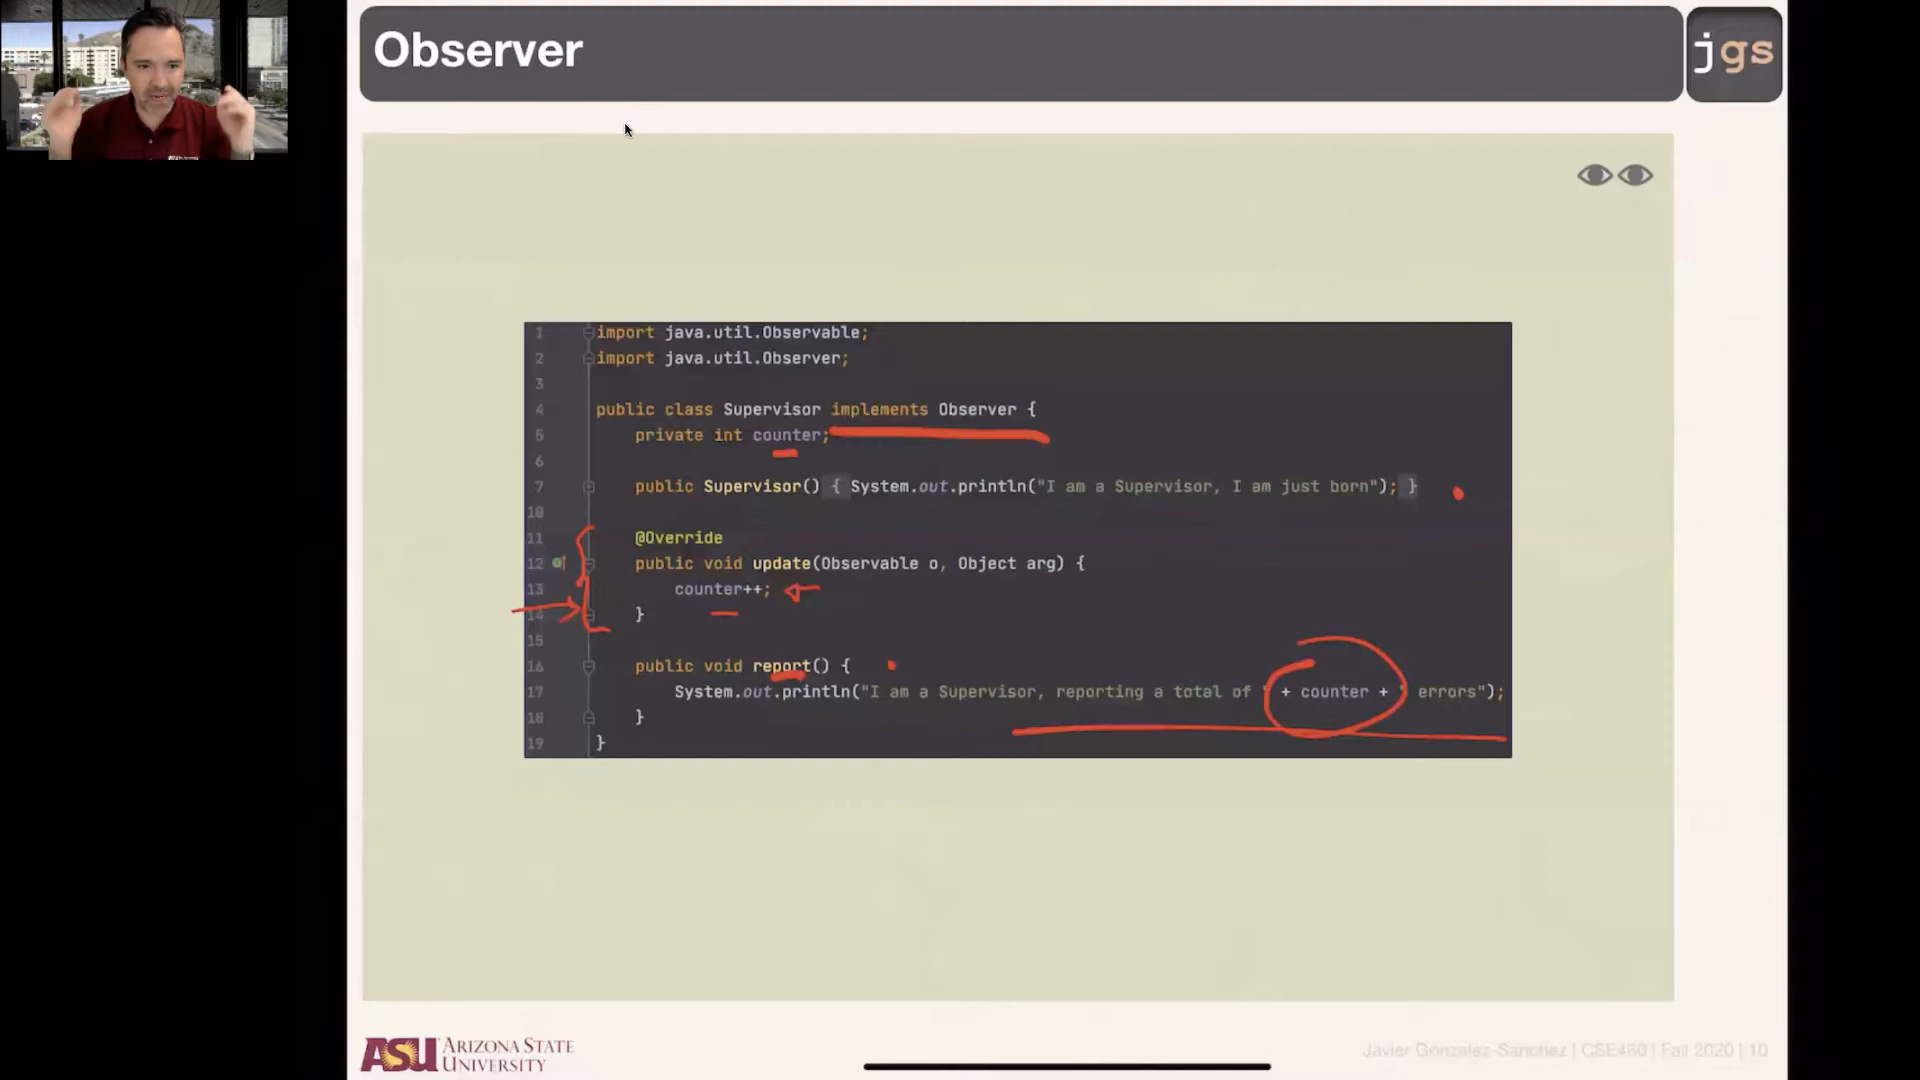 Observer
jgs
1 import java.util.Observable;
2 import java.util.Observer;
3
4 public class Supervisor implements Observer {
5 private int counter;
6
7 public Supervisor() { System.out.println("I am a Supervisor, I am just born"); }
10
11 @Override
12 public void update(Observable o, Object arg) {
13 counter++;
14 }
15
16 public void report() {
17 System.out.println("I am a Supervisor, reporting a total of " + counter + " errors");
18 }
19 }
ASU ARIZONA STATE
UNIVERSITY
Javier Gonzalez-Sanchez | CSE460 | Fall 2020 | 10